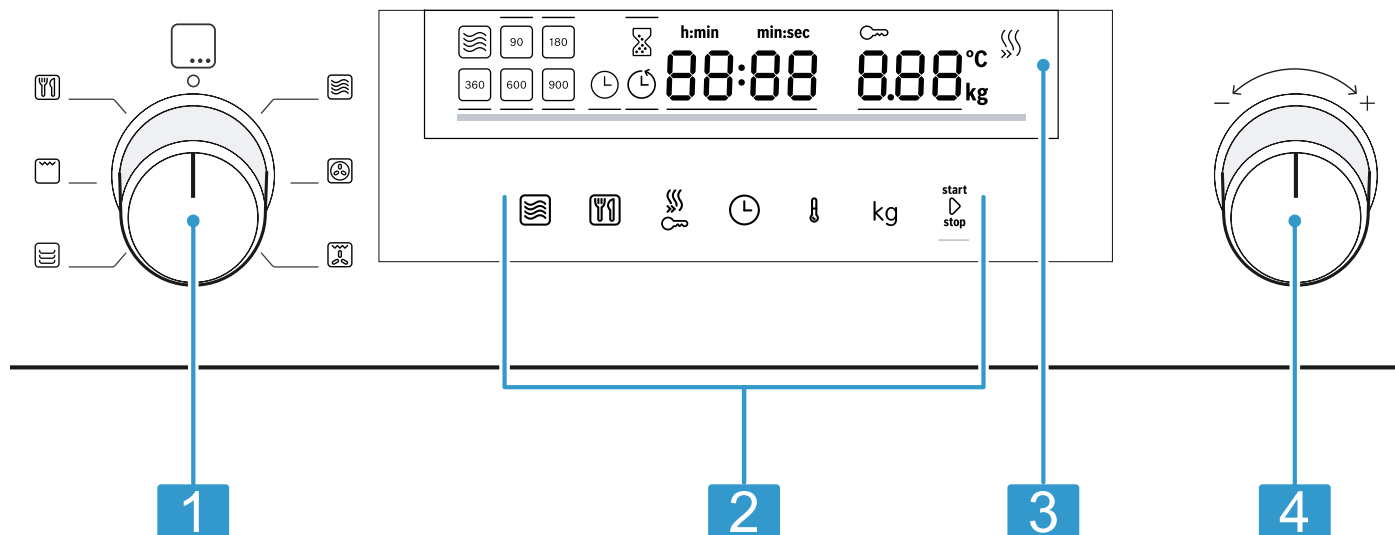 h:min min:sec
90 180
88:88 8.88 °C
360 600 900
kg
− +
kg
start
stop
1 2 3 4